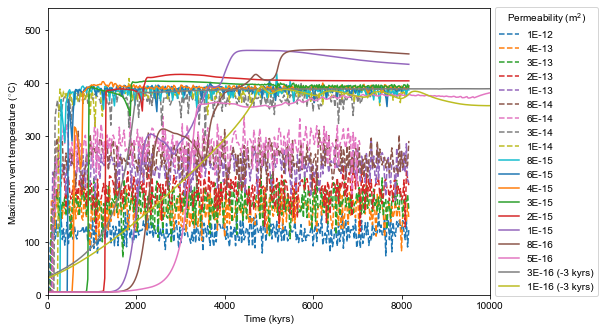 Permeability (m²)
1E-12
4E-13
3E-13
2E-13
1E-13
8E-14
6E-14
3E-14
1E-14
8E-15
6E-15
4E-15
3E-15
2E-15
1E-15
8E-16
5E-16
3E-16 (-3 kyrs)
1E-16 (-3 kyrs)
Maximum vent temperature (°C)
500
400
300
200
100
0
0 2000 4000 6000 8000 10000
Time (kyrs)